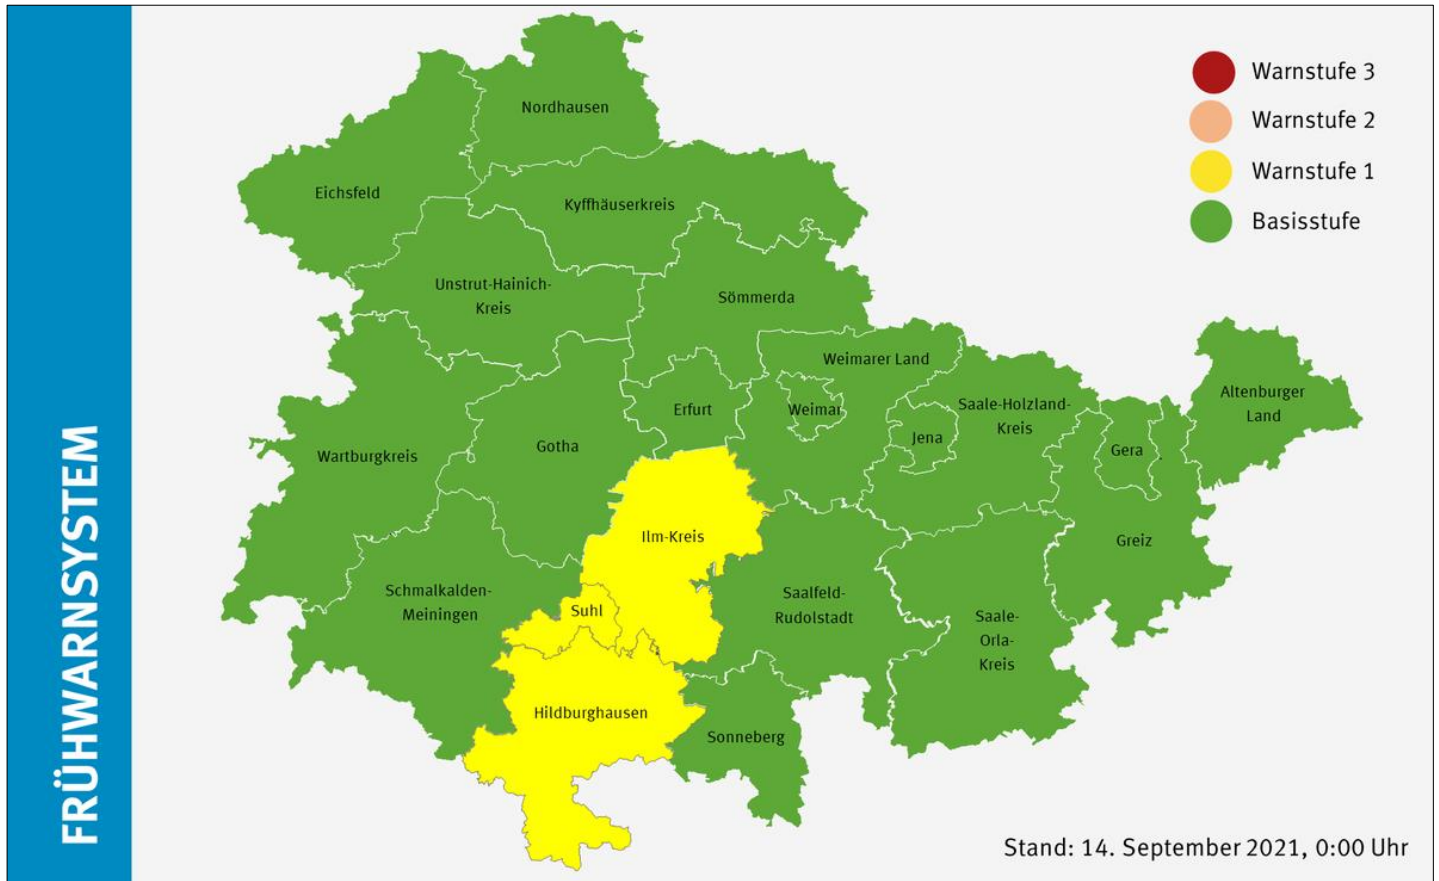 FRÜHWARNSYSTEM
Warnstufe 3
Warnstufe 2
Warnstufe 1
Basisstufe
Nordhausen
Eichsfeld
Kyffhäuserkreis
Unstrut-Hainich-
Kreis
Sömmerda
Weimarer Land
Altenburger
Land
Erfurt
Weimar
Saale-Holzland-
Kreis
Jena
Gera
Gotha
Wartburgkreis
Ilm-Kreis
Greiz
Schmalkalden-
Meiningen
Suhl
Saalfeld-
Rudolstadt
Saale-
Orla-
Kreis
Hildburghausen
Sonneberg
Stand: 14. September 2021, 0:00 Uhr